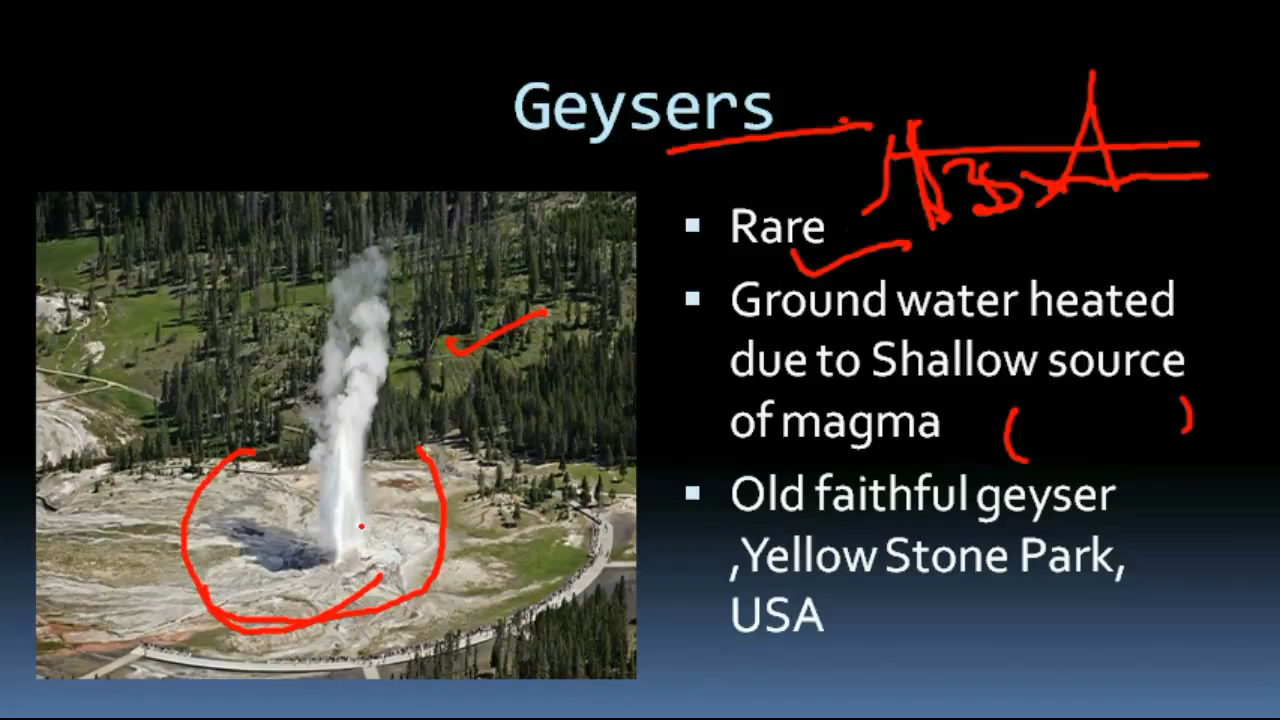 Geysers
Rare
Ground water heated
due to Shallow source
of magma
Old faithful geyser
,Yellow Stone Park,
USA